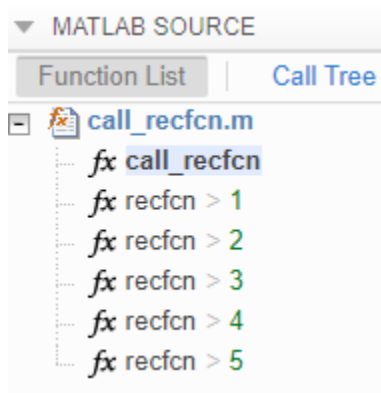 MATLAB SOURCE
Function List Call Tree
call_recfcn.m
fx call_recfcn
fx recfcn > 1
fx recfcn > 2
fx recfcn > 3
fx recfcn > 4
fx recfcn > 5